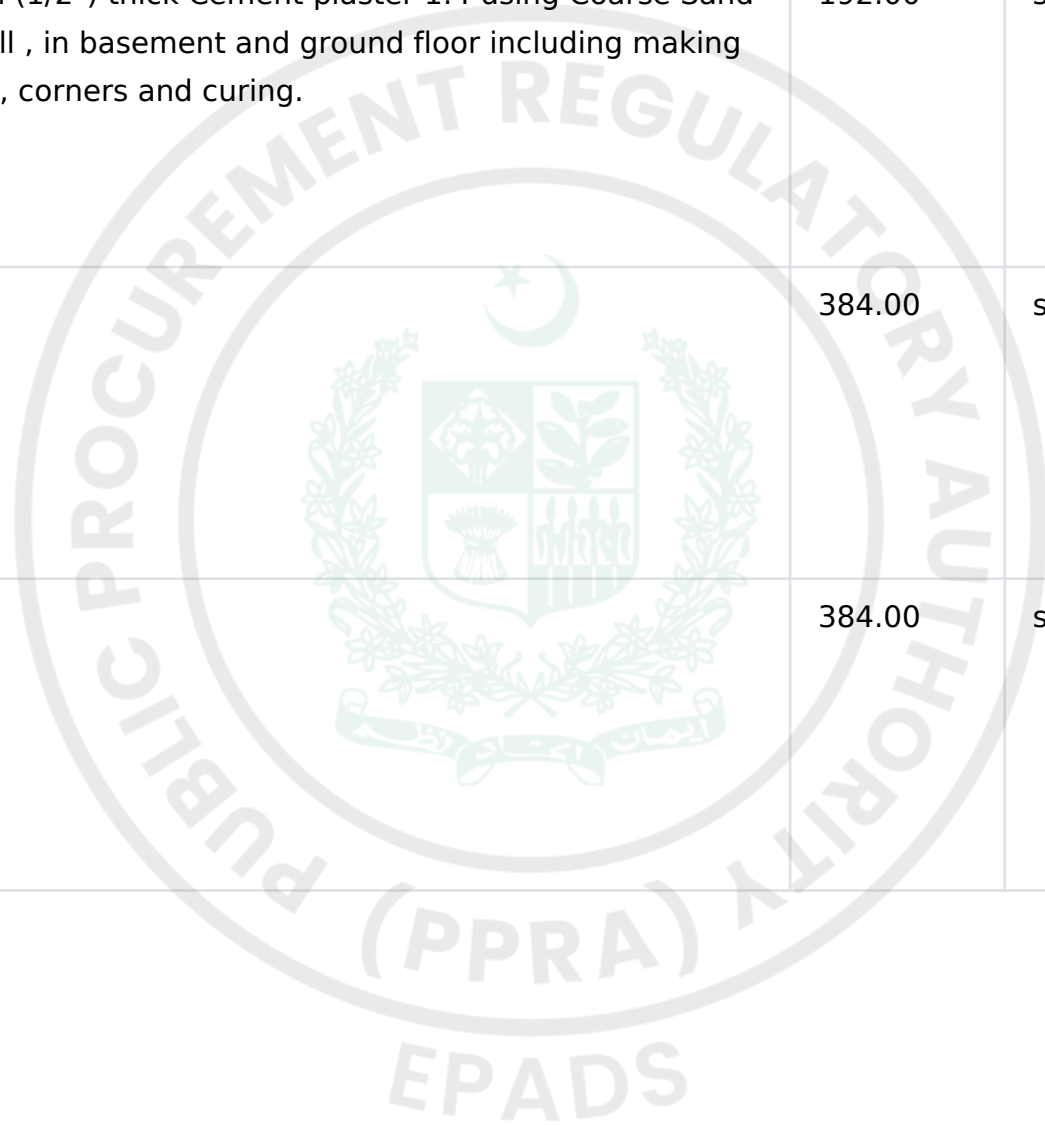 (1/2") thick Cement plaster 1:4 using Coarse Sand 192.00 s
ll , in basement and ground floor including making
, corners and curing.
384.00 s
384.00 s
PUBLIC PROCUREMENT REGULATORY AUTHORITY
(PPRA)
EPADS